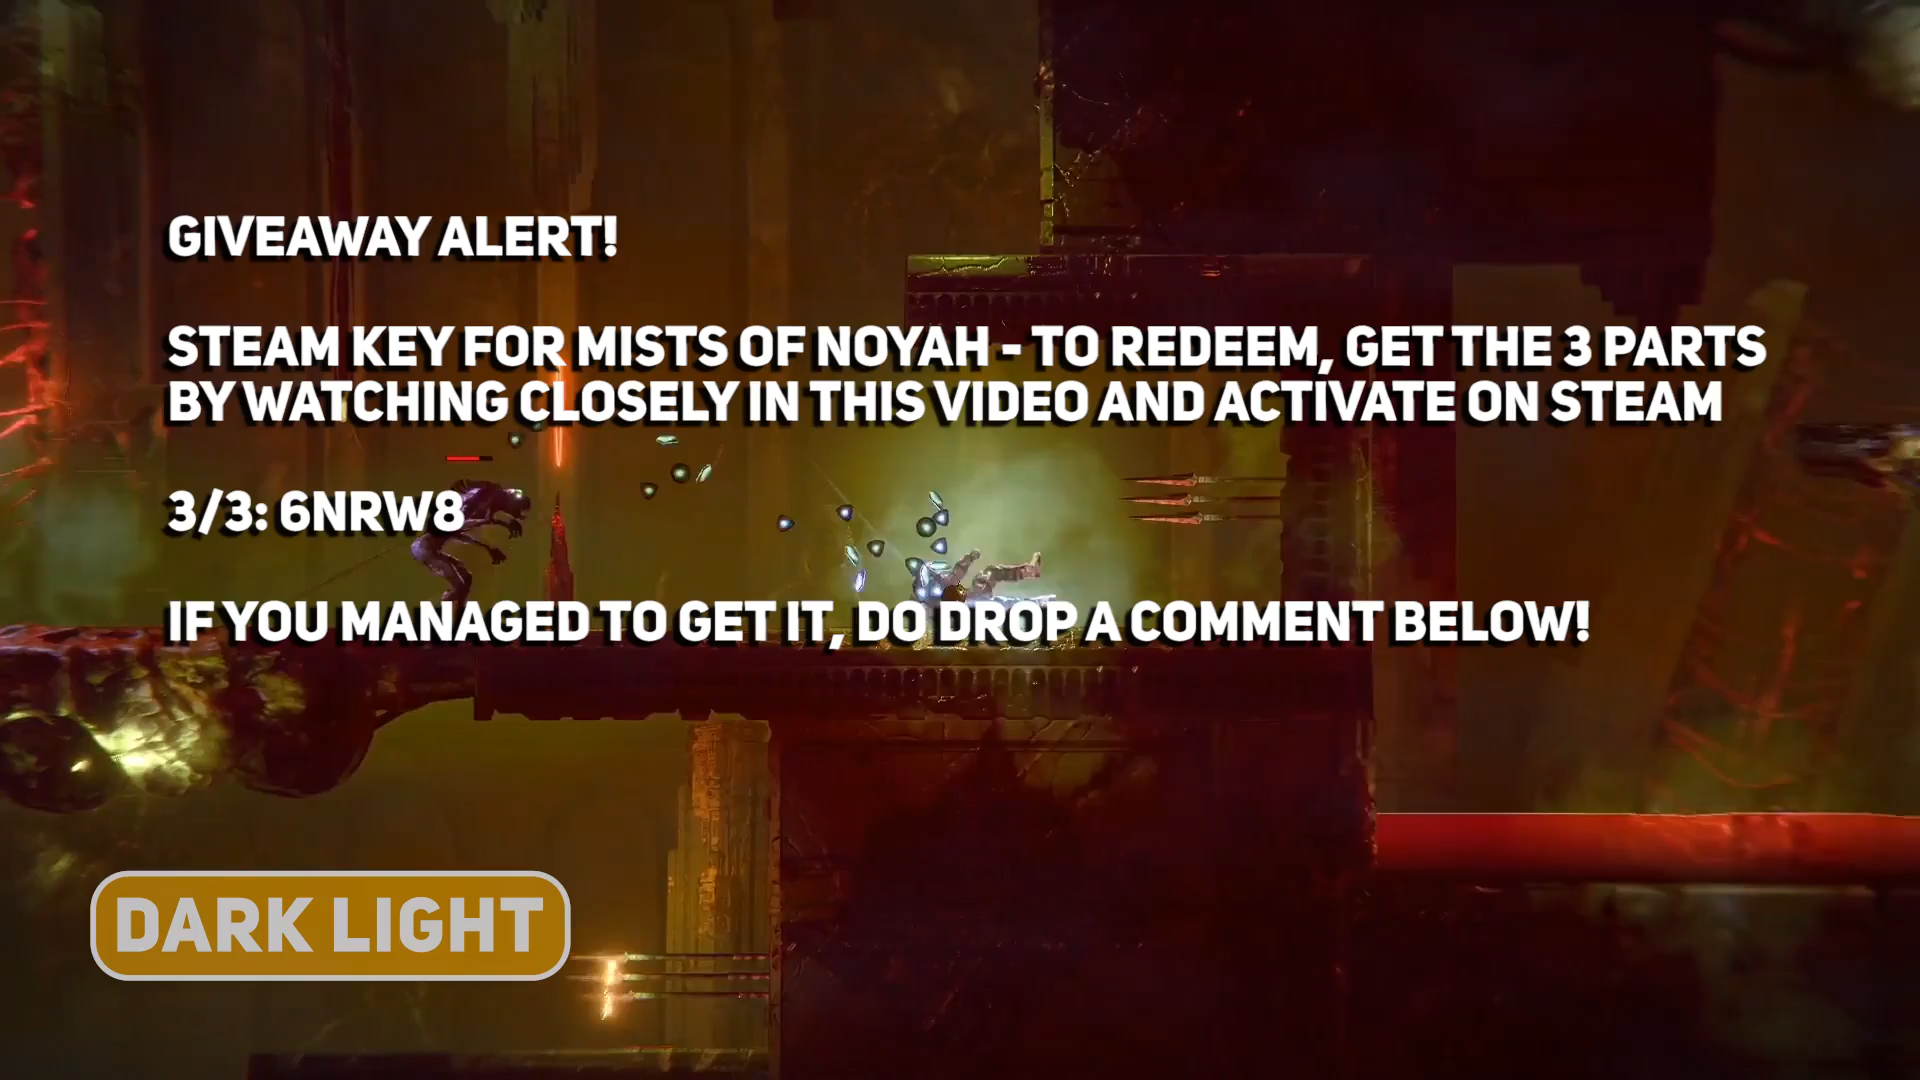 GIVEAWAY ALERT!
STEAM KEY FOR MISTS OF NOYAH - TO REDEEM, GET THE 3 PARTS
BY WATCHING CLOSELY IN THIS VIDEO AND ACTIVATE ON STEAM
3/3: 6NRW8
IF YOU MANAGED TO GET IT, DO DROP A COMMENT BELOW!
DARK LIGHT